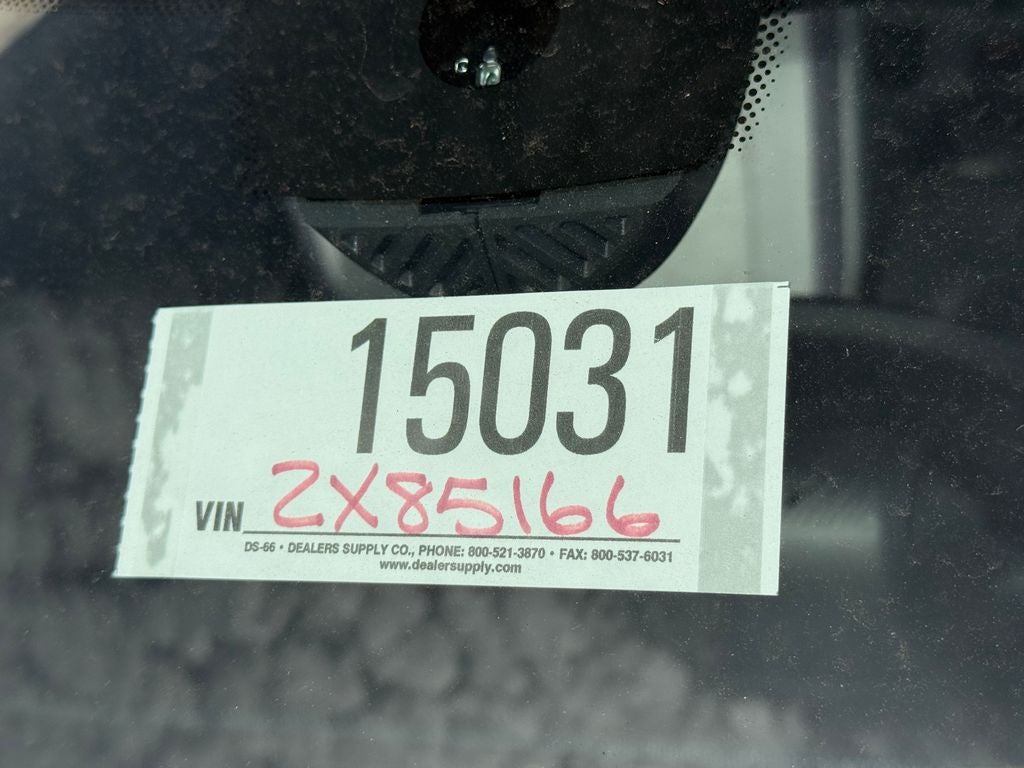 15031
VIN 2X85166
DS-66 • DEALERS SUPPLY CO., PHONE: 800-521-3870 • FAX: 800-537-6031
www.dealersupply.com